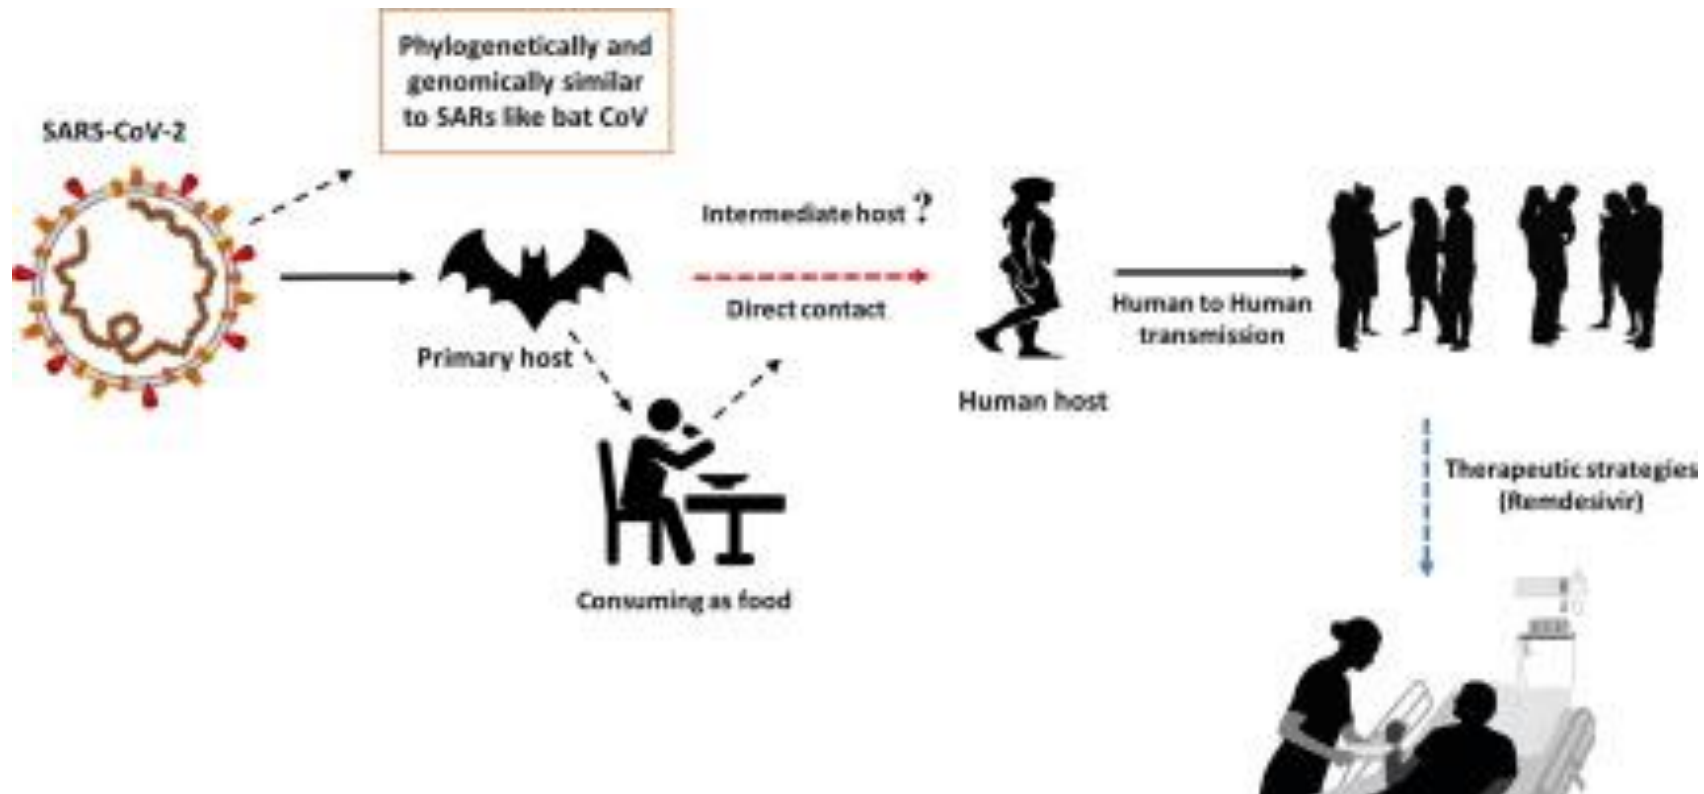 Phylogenetically and
genomically similar
to SARs like bat CoV
SARS-CoV-2
Intermediate host ?
Direct contact
Primary host
Human to Human
transmission
Human host
Consuming as food
Therapeutic strategies
(Remdesivir)